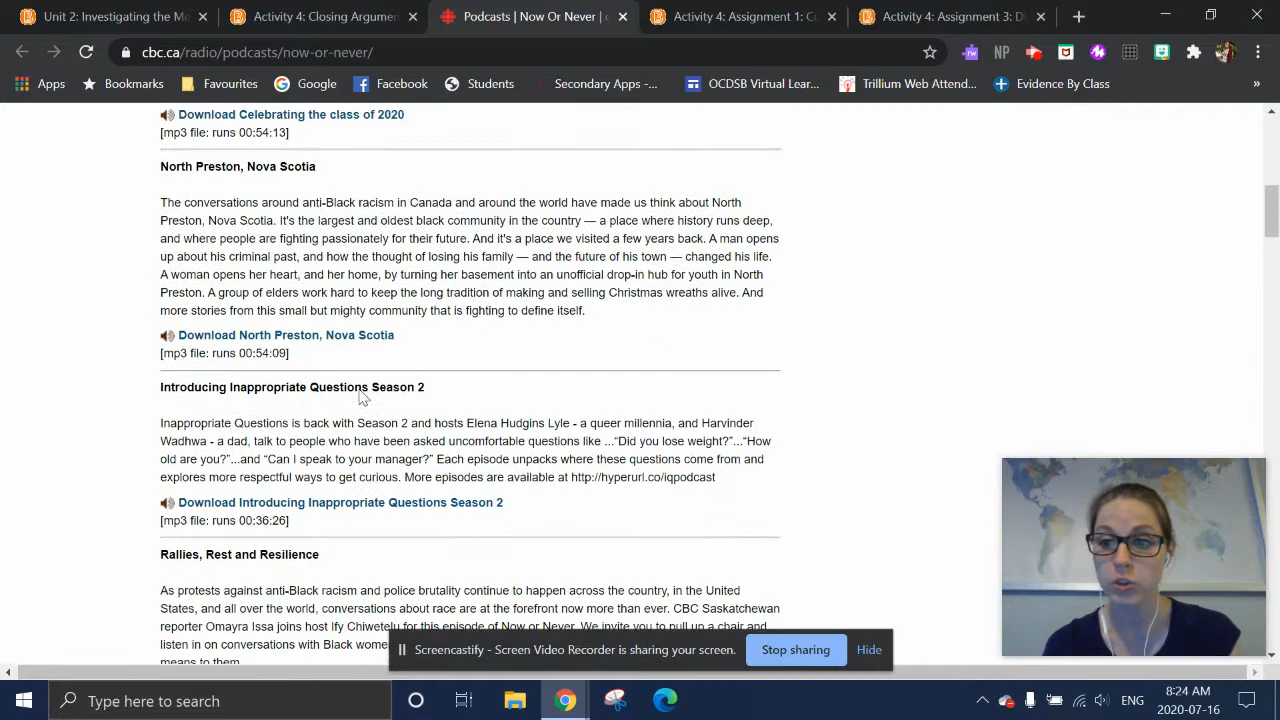 Unit 2: Investigating the Me
Activity 4: Closing Argumen
Podcasts | Now Or Never |
Activity 4: Assignment 1: C
Activity 4: Assignment 3: D
cbc.ca/radio/podcasts/now-or-never/
Apps Bookmarks Favourites Google Facebook Students Secondary Apps -... OCDSB Virtual Lear... Trillium Web Attend... Evidence By Class »
Download Celebrating the class of 2020
[mp3 file: runs 00:54:13]
North Preston, Nova Scotia
The conversations around anti-Black racism in Canada and around the world have made us think about North
Preston, Nova Scotia. It's the largest and oldest black community in the country — a place where history runs deep,
and where people are fighting passionately for their future. And it's a place we visited a few years back. A man opens
up about his criminal past, and how the thought of losing his family — and the future of his town — changed his life.
A woman opens her heart, and her home, by turning her basement into an unofficial drop-in hub for youth in North
Preston. A group of elders work hard to keep the long tradition of making and selling Christmas wreaths alive. And
more stories from this small but mighty community that is fighting to define itself.
Download North Preston, Nova Scotia
[mp3 file: runs 00:54:09]
Introducing Inappropriate Questions Season 2
Inappropriate Questions is back with Season 2 and hosts Elena Hudgins Lyle - a queer millennia, and Harvinder
Wadhwa - a dad, talk to people who have been asked uncomfortable questions like ...“Did you lose weight?”...“How
old are you?”...and “Can I speak to your manager?” Each episode unpacks where these questions come from and
explores more respectful ways to get curious. More episodes are available at http://hyperurl.co/iqpodcast
Download Introducing Inappropriate Questions Season 2
[mp3 file: runs 00:36:26]
Rallies, Rest and Resilience
As protests against anti-Black racism and police brutality continue to happen across the country, in the United
States, and all over the world, conversations about race are at the forefront now more than ever. CBC Saskatchewan
reporter Omayra Issa joins host Ify Chiwetelu for this episode of Now or Never. We invite you to pull up a chair and
listen in on conversations with Black wome
means to them.
Screencastify - Screen Video Recorder is sharing your screen. Stop sharing Hide
Type here to search
ENG
8:24 AM
2020-07-16